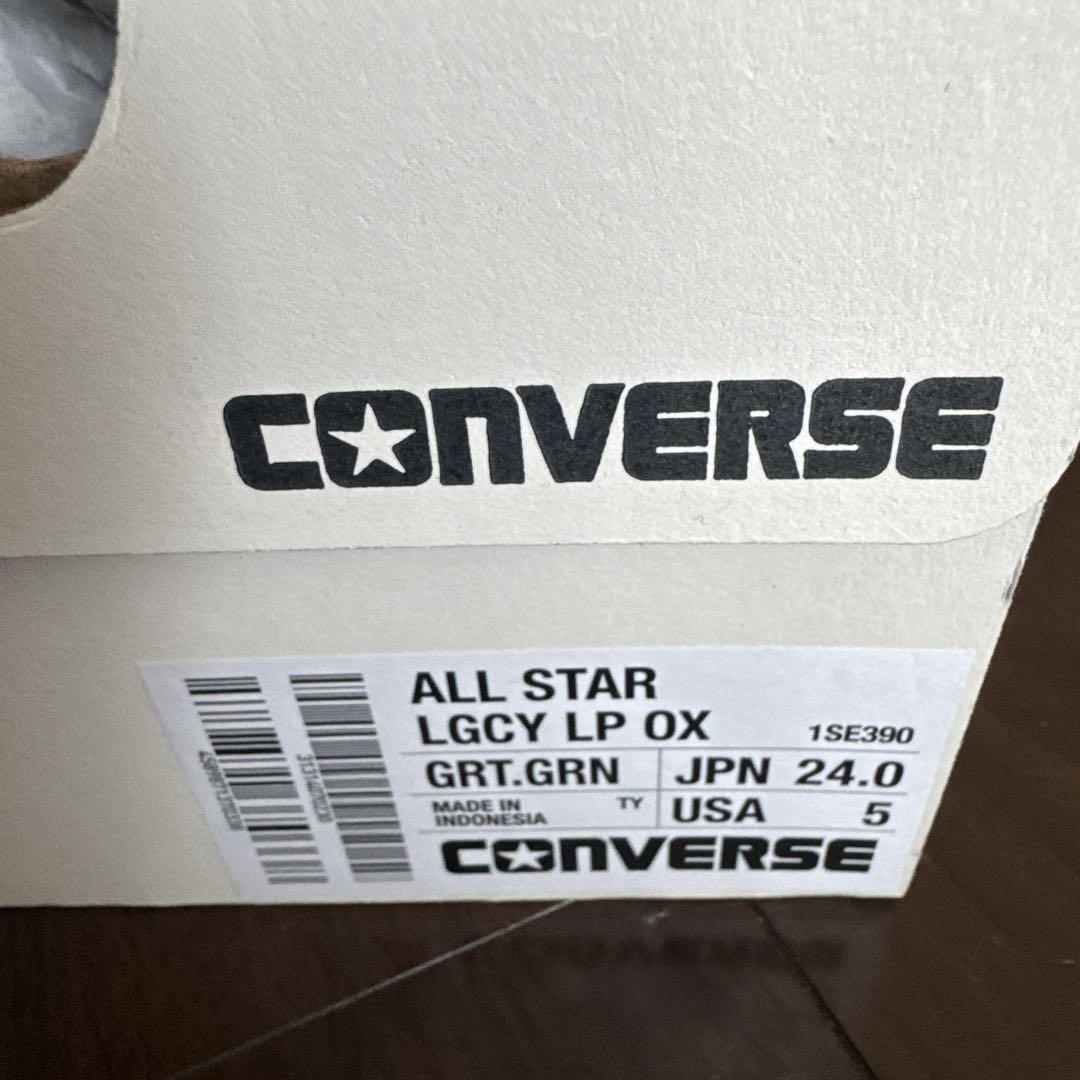 CONVERSE
ALL STAR
LGCY LP OX 1SE390
GRT.GRN JPN 24.0
MADE IN INDONESIA TY USA 5
CONVERSE